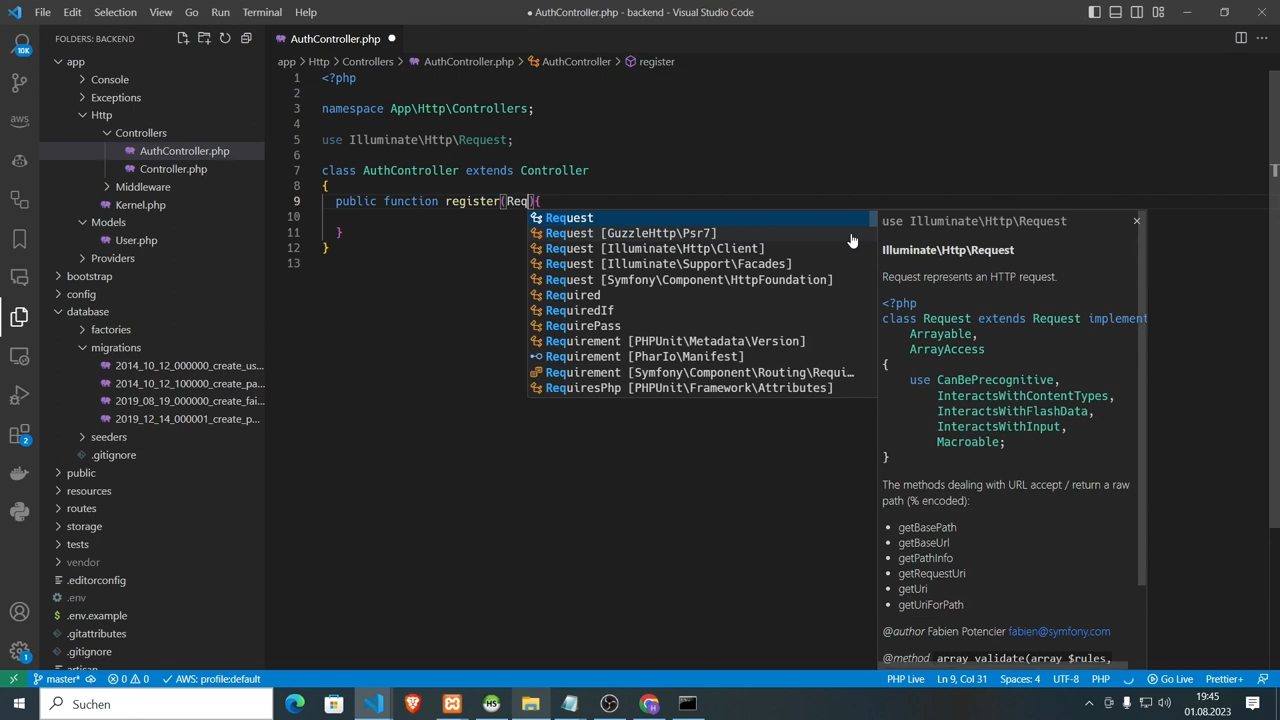 File Edit Selection View Go Run Terminal Help
● AuthController.php - backend - Visual Studio Code
10K
FOLDERS: BACKEND
AuthController.php
app
Console
Exceptions
Http
Controllers
AuthController.php
Controller.php
Middleware
Kernel.php
Models
User.php
Providers
bootstrap
config
database
factories
migrations
2014_10_12_000000_create_us...
2014_10_12_100000_create_pa...
2019_08_19_000000_create_fai...
2019_12_14_000001_create_p...
seeders
.gitignore
public
resources
routes
storage
tests
vendor
.editorconfig
.env
.env.example
.gitattributes
.gitignore
artisan
aws
2
1
app > Http > Controllers > AuthController.php > AuthController > register
1 <?php
2
3 namespace App\Http\Controllers;
4
5 use Illuminate\Http\Request;
6
7 class AuthController extends Controller
8 {
9 public function register(Req){
10
11 }
12 }
13
Request
Request [GuzzleHttp\Psr7]
Request [Illuminate\Http\Client]
Request [Illuminate\Support\Facades]
Request [Symfony\Component\HttpFoundation]
Required
RequiredIf
RequirePass
Requirement [PHPUnit\Metadata\Version]
Requirement [PharIo\Manifest]
Requirement [Symfony\Component\Routing\Requi...
RequiresPhp [PHPUnit\Framework\Attributes]
use Illuminate\Http\Request
Illuminate\Http\Request
Request represents an HTTP request.
<?php
class Request extends Request implement
Arrayable,
ArrayAccess
{
use CanBePrecognitive,
InteractsWithContentTypes,
InteractsWithFlashData,
InteractsWithInput,
Macroable;
}
The methods dealing with URL accept / return a raw
path (% encoded):
• getBasePath
• getBaseUrl
• getPathInfo
• getRequestUri
• getUri
• getUriForPath
@author Fabien Potencier fabien@symfony.com
@method array validate(array $rules,
master* 0 0 AWS: profile:default
PHP Live Ln 9, Col 31 Spaces: 4 UTF-8 PHP Go Live Prettier+
Suchen
HS
19:45
01.08.2023